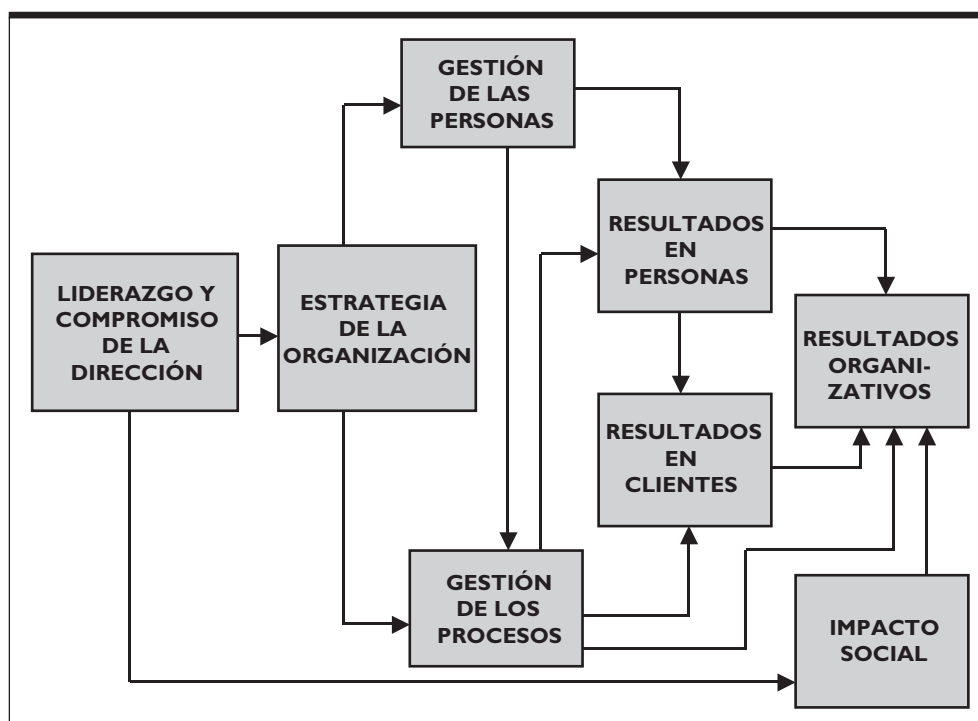 GESTIÓN
DE LAS
PERSONAS
RESULTADOS
EN
PERSONAS
LIDERAZGO Y
COMPROMISO
DE LA
DIRECCIÓN
ESTRATEGIA
DE LA
ORGANIZACIÓN
RESULTADOS
ORGANI-
ZATIVOS
RESULTADOS
EN
CLIENTES
GESTIÓN
DE LOS
PROCESOS
IMPACTO
SOCIAL